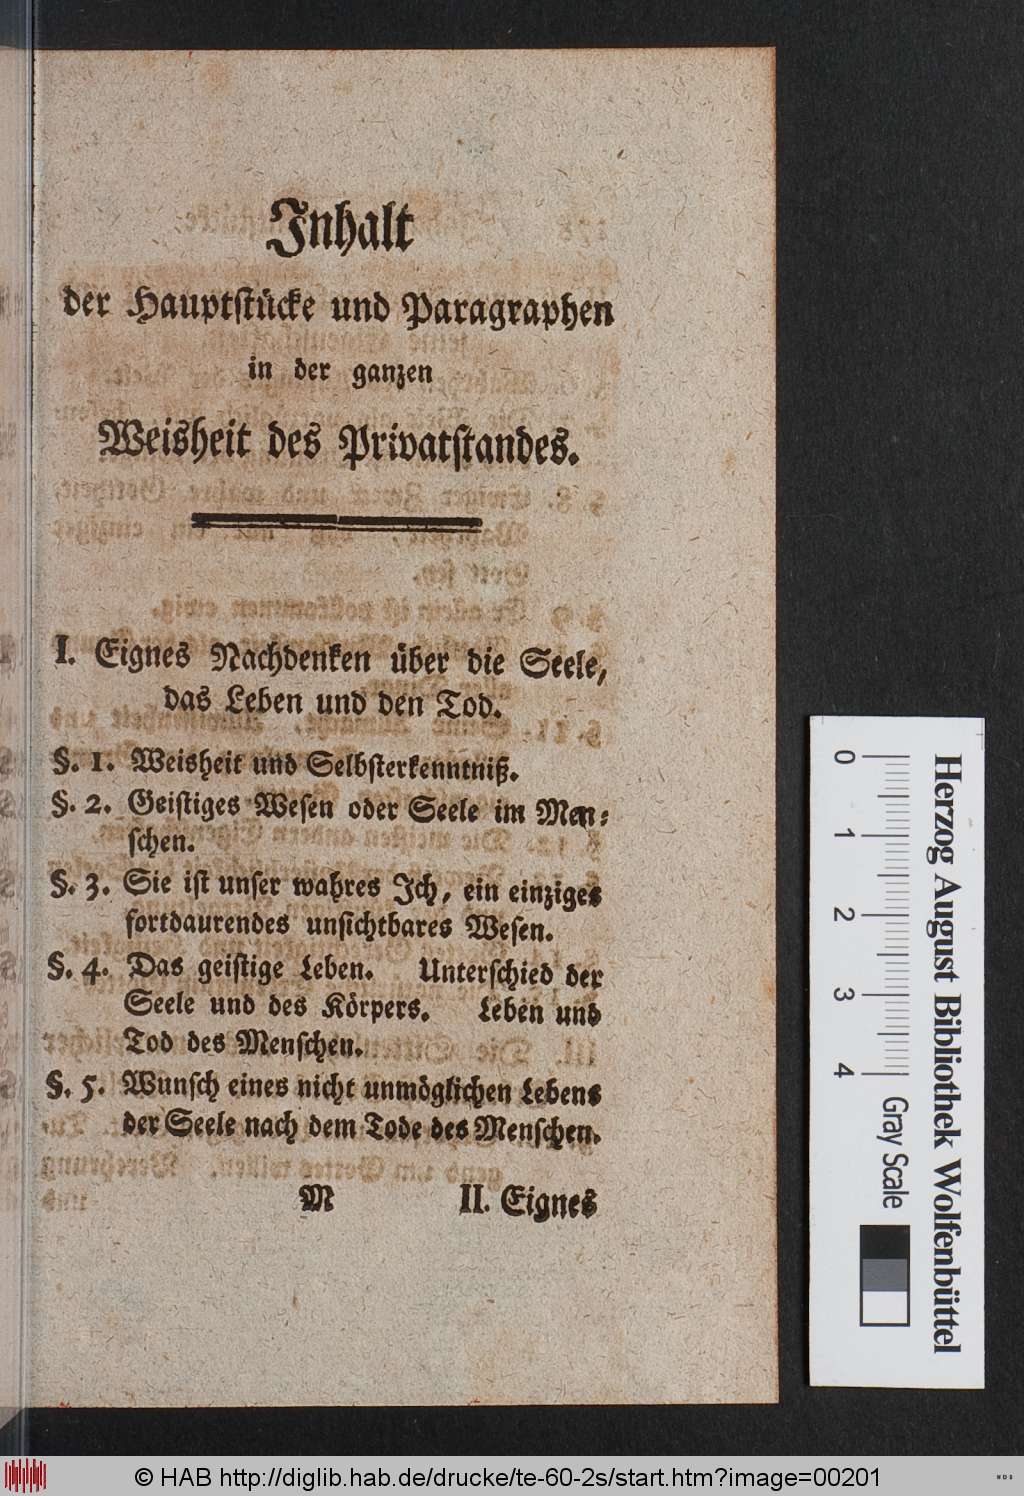 Inhalt
der Hauptstücke und Paragraphen
in der ganzen
Weisheit des Privatstandes.
I. Eignes Nachdenken über die Seele,
das Leben und den Tod.
§. 1. Weisheit und Selbsterkenntniß.
§. 2. Geistiges Wesen oder Seele im Men-
schen.
§. 3. Sie ist unser wahres Ich, ein einziges
fortdaurendes unsichtbares Wesen.
§. 4. Das geistige Leben. Unterschied der
Seele und des Körpers. Leben und
Tod des Menschen.
§. 5. Wunsch eines nicht unmöglichen Lebens
der Seele nach dem Tode des Menschen.
M II. Eignes
Herzog August Bibliothek Wolfenbüttel
0 1 2 3 4 Gray Scale
© HAB http://diglib.hab.de/drucke/te-60-2s/start.htm?image=00201